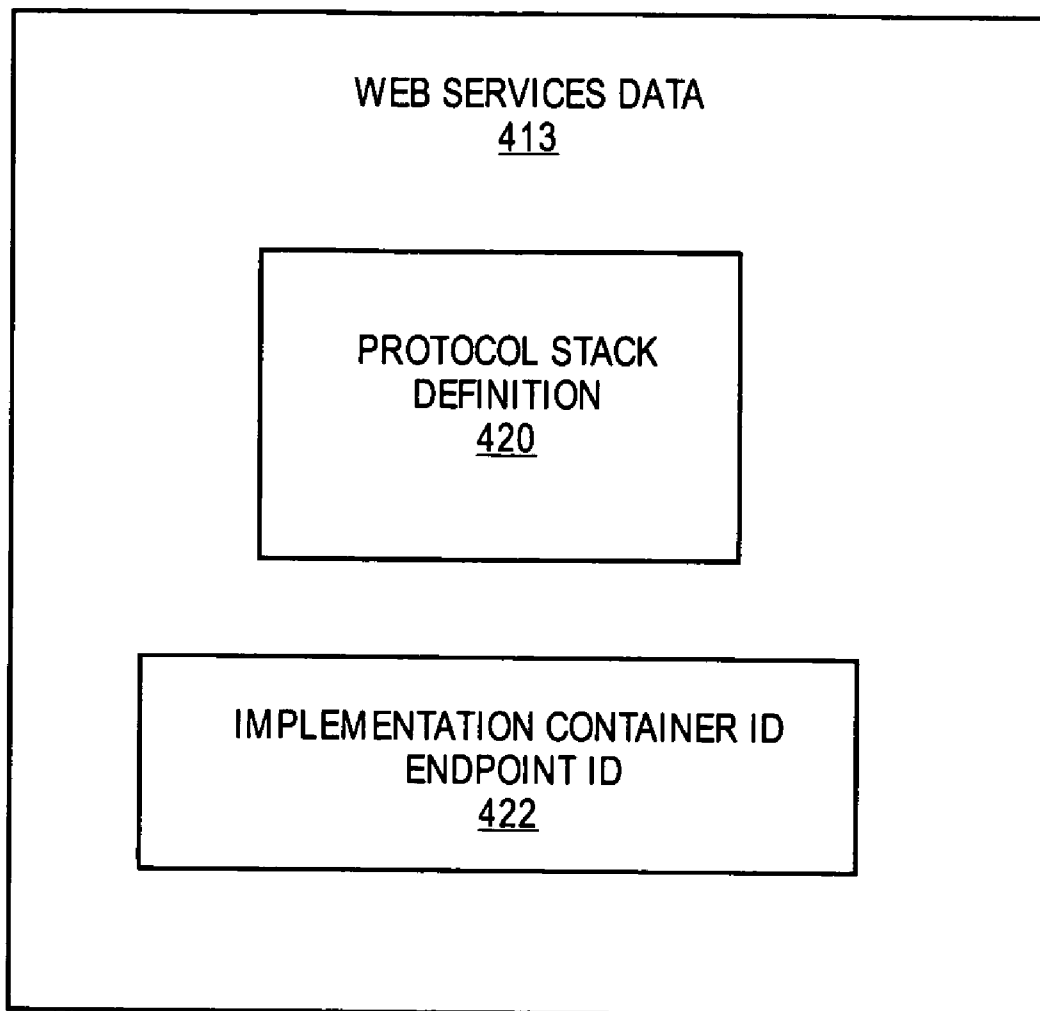 WEB SERVICES DATA
413
PROTOCOL STACK
DEFINITION
420
IMPLEMENTATION CONTAINER ID
ENDPOINT ID
422